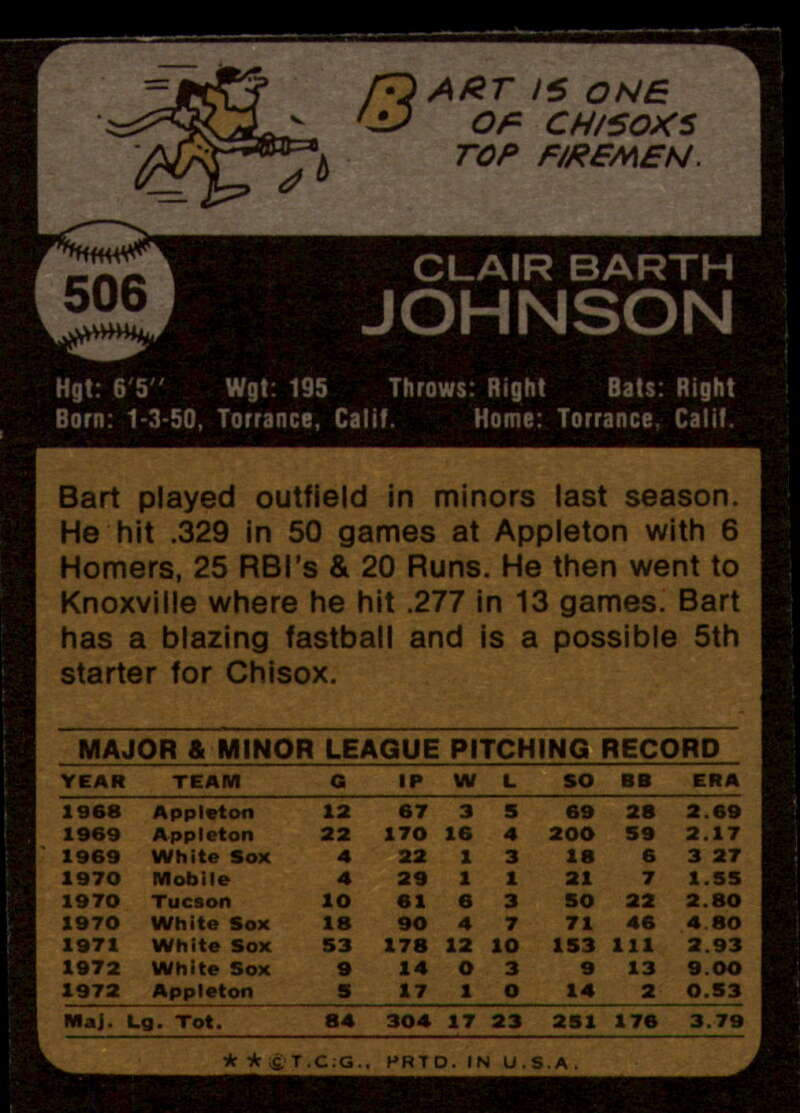 BART IS ONE
OF CHISOXS
TOP FIREMEN.
506
CLAIR BARTH
JOHNSON
Hgt: 6'5" Wgt: 195 Throws: Right Bats: Right
Born: 1-3-50, Torrance, Calif. Home: Torrance, Calif.
Bart played outfield in minors last season.
He hit .329 in 50 games at Appleton with 6
Homers, 25 RBI's & 20 Runs. He then went to
Knoxville where he hit .277 in 13 games. Bart
has a blazing fastball and is a possible 5th
starter for Chisox.
MAJOR & MINOR LEAGUE PITCHING RECORD
YEAR TEAM G IP W L SO BB ERA
1968 Appleton 12 67 3 5 69 28 2.69
1969 Appleton 22 170 16 4 200 59 2.17
1969 White Sox 4 22 1 3 18 6 3 27
1970 Mobile 4 29 1 1 21 7 1.55
1970 Tucson 10 61 6 3 50 22 2.80
1970 White Sox 18 90 4 7 71 46 4.80
1971 White Sox 53 178 12 10 153 111 2.93
1972 White Sox 9 14 0 3 9 13 9.00
1972 Appleton 5 17 1 0 14 2 0.53
Maj. Lg. Tot. 84 304 17 23 251 176 3.79
**©T.C.G., PRTD. IN U.S.A.